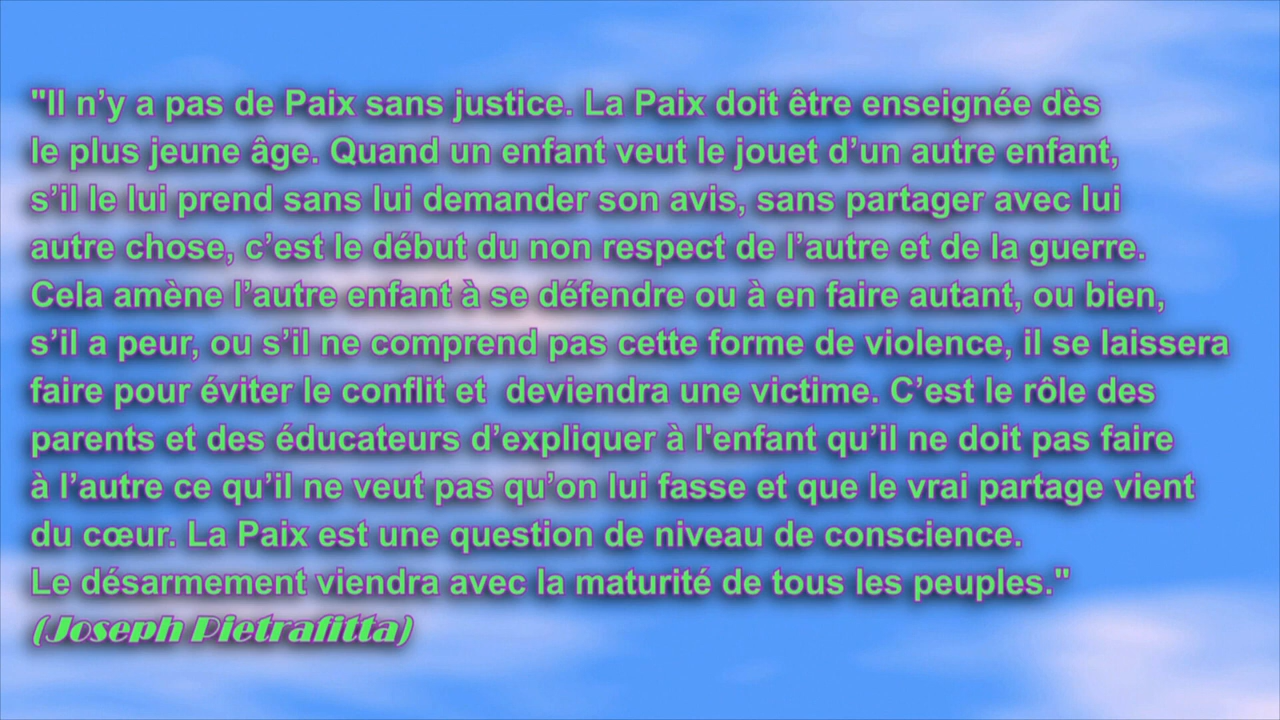 "Il n’y a pas de Paix sans justice. La Paix doit être enseignée dès
le plus jeune âge. Quand un enfant veut le jouet d’un autre enfant,
s’il le lui prend sans lui demander son avis, sans partager avec lui
autre chose, c’est le début du non respect de l’autre et de la guerre.
Cela amène l’autre enfant à se défendre ou à en faire autant, ou bien,
s’il a peur, ou s’il ne comprend pas cette forme de violence, il se laissera
faire pour éviter le conflit et  deviendra une victime. C’est le rôle des
parents et des éducateurs d’expliquer à l'enfant qu’il ne doit pas faire
à l’autre ce qu’il ne veut pas qu’on lui fasse et que le vrai partage vient
du cœur. La Paix est une question de niveau de conscience.
Le désarmement viendra avec la maturité de tous les peuples."
(Joseph Pietrafitta)